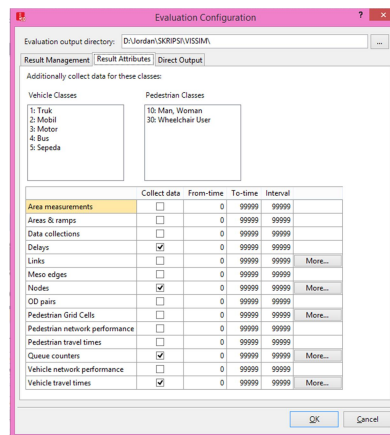 Evaluation Configuration ? x
Evaluation output directory: D:\Jordan\SKRIPSI\VISSIM\ ...
Result Management Result Attributes Direct Output
Additionally collect data for these classes:
Vehicle Classes Pedestrian Classes
1: Truk 10: Man, Woman
2: Mobil 30: Wheelchair User
3: Motor
4: Bus
5: Sepeda
Collect data From-time To-time Interval
Area measurements 0 99999 99999
Areas & ramps 0 99999 99999
Data collections 0 99999 99999
Delays 0 99999 99999
Links 0 99999 99999 More...
Meso edges 0 99999 99999
Nodes 0 99999 99999 More...
OD pairs 0 99999 99999
Pedestrian Grid Cells 0 99999 99999 More...
Pedestrian network performance 0 99999 99999
Pedestrian travel times 0 99999 99999
Queue counters 0 99999 99999 More...
Vehicle network performance 0 99999 99999
Vehicle travel times 0 99999 99999 More...
OK Cancel